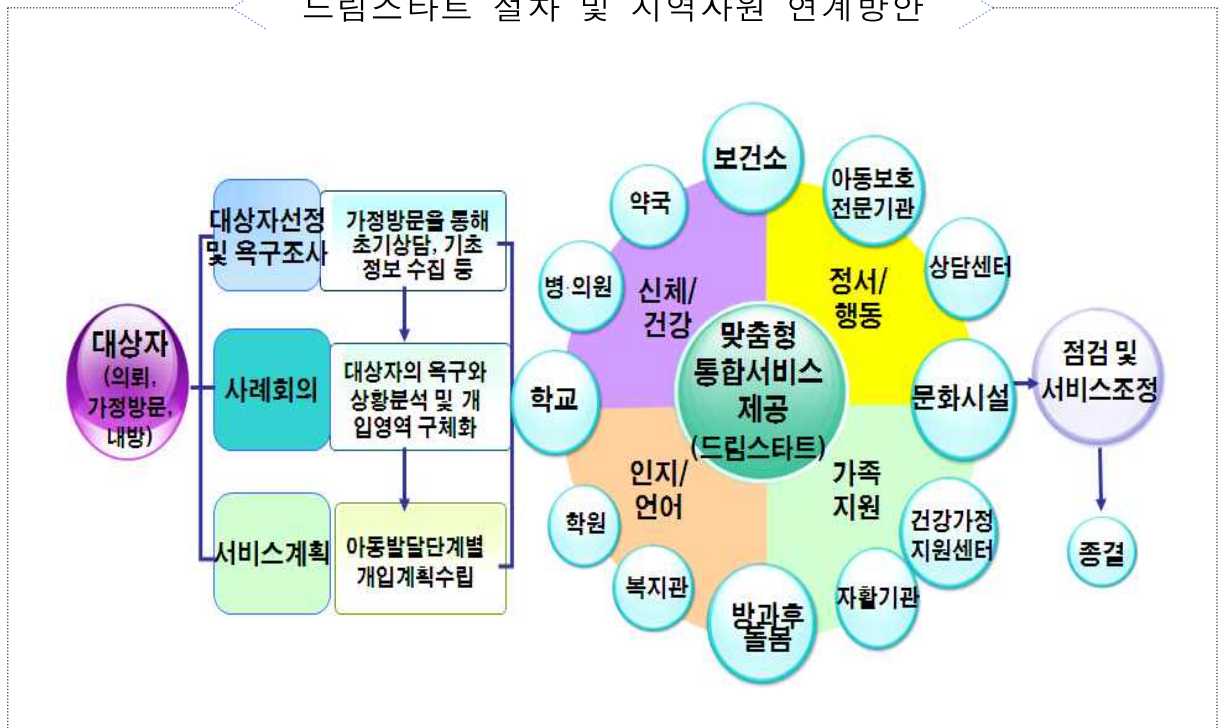 드림스타트 절차 및 지역자원 연계방안
대상자
(의뢰,
가정방문,
내방)
대상자선정
및 욕구조사
가정방문을 통해
초기상담, 기초
정보 수집 등
사례회의
대상자의 욕구와
상황분석 및 개
입영역 구체화
서비스계획
아동발달단계별
개입계획수립
보건소
약국
병·의원
학교
학원
복지관
방과후
돌봄
자활기관
건강가정
지원센터
문화시설
상담센터
아동보호
전문기관
신체/
건강
정서/
행동
인지/
언어
가족
지원
맞춤형
통합서비스
제공
(드림스타트)
점검 및
서비스조정
종결